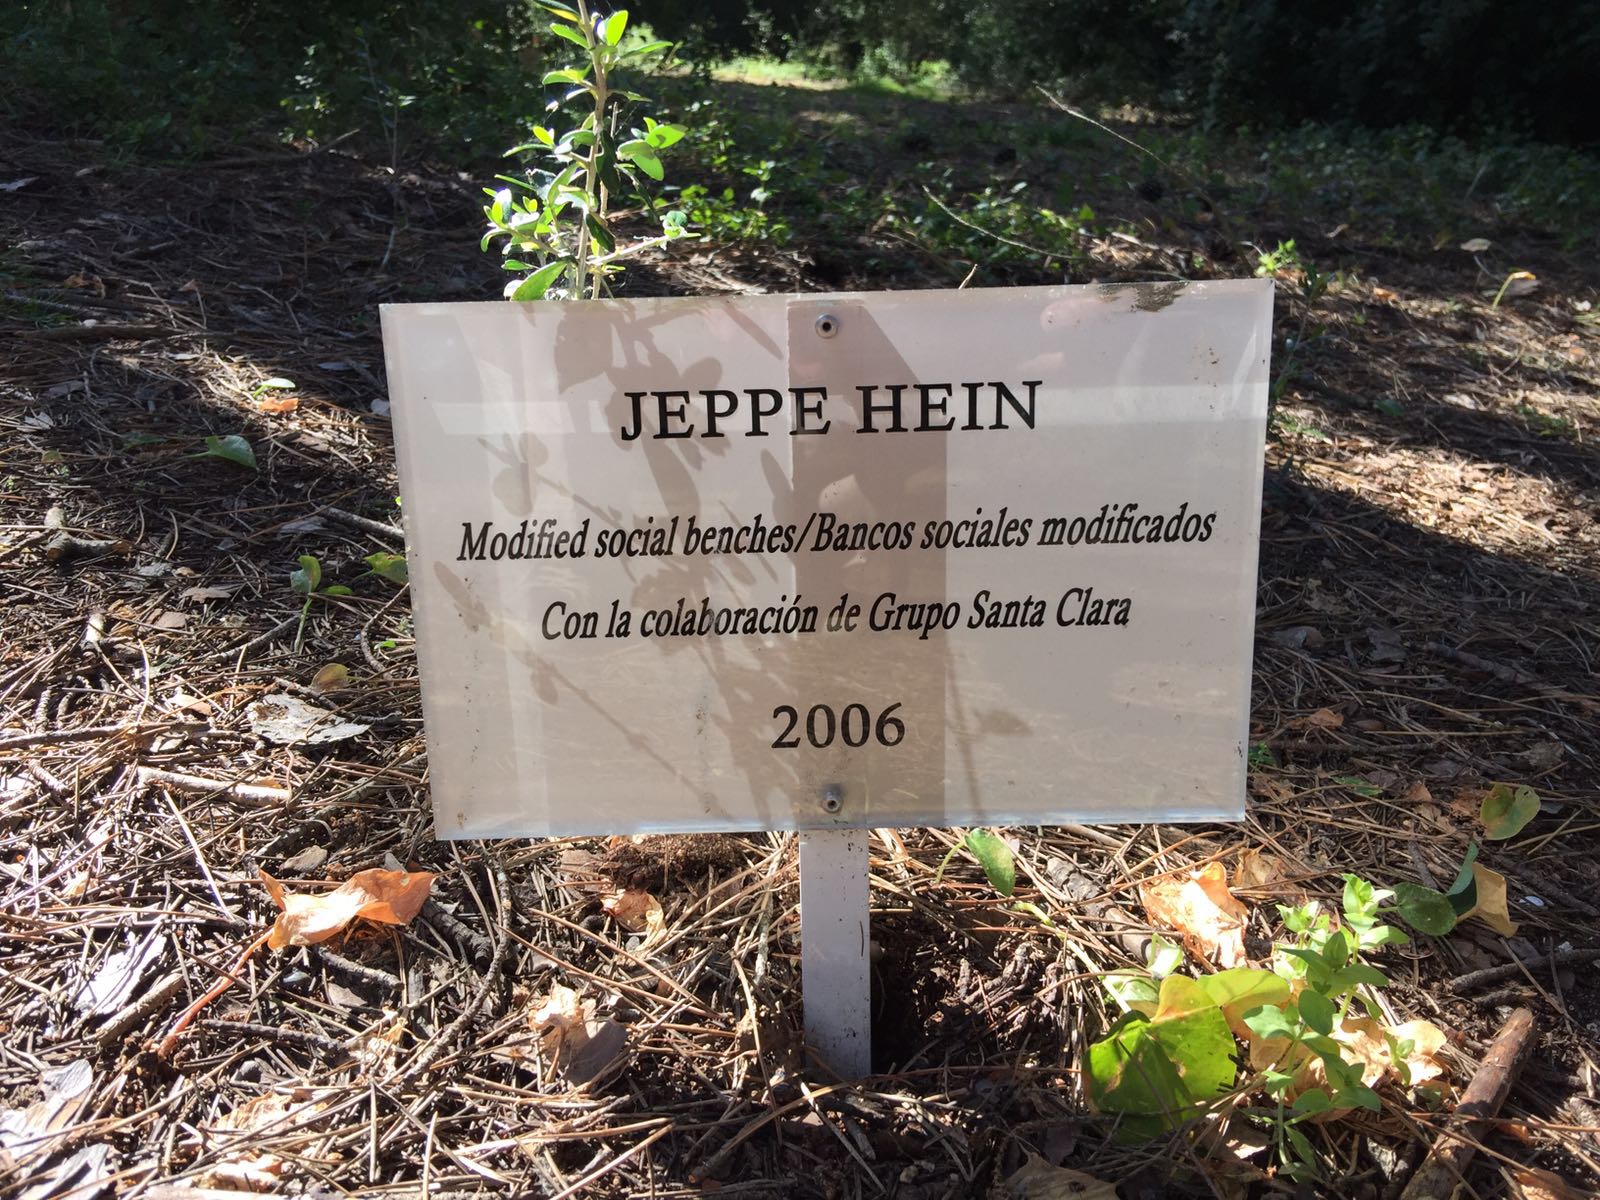 JEPPE HEIN
Modified social benches/Bancos sociales modificados
Con la colaboración de Grupo Santa Clara
2006